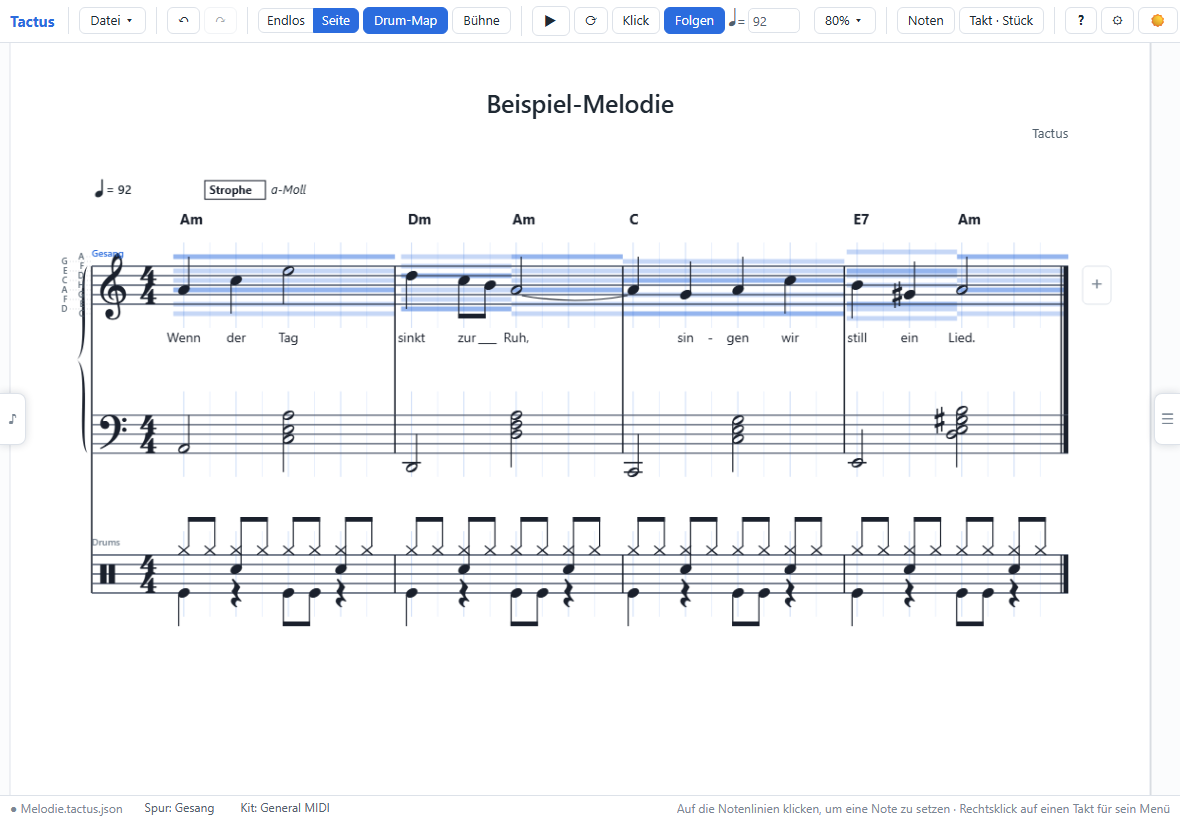 Tactus Datei Endlos Seite Drum-Map Bühne Klick Folgen = 92 80% Noten Takt · Stück ?
Beispiel-Melodie
Tactus
= 92 Strophe a-Moll
Am Dm Am C E7 Am
Gesang
G
E
C
A
F
D
Wenn der Tag sinkt zur___ Ruh, sin - gen wir still ein Lied.
Drums
Melodie.tactus.json Spur: Gesang Kit: General MIDI Auf die Notenlinien klicken, um eine Note zu setzen · Rechtsklick auf einen Takt für sein Menü